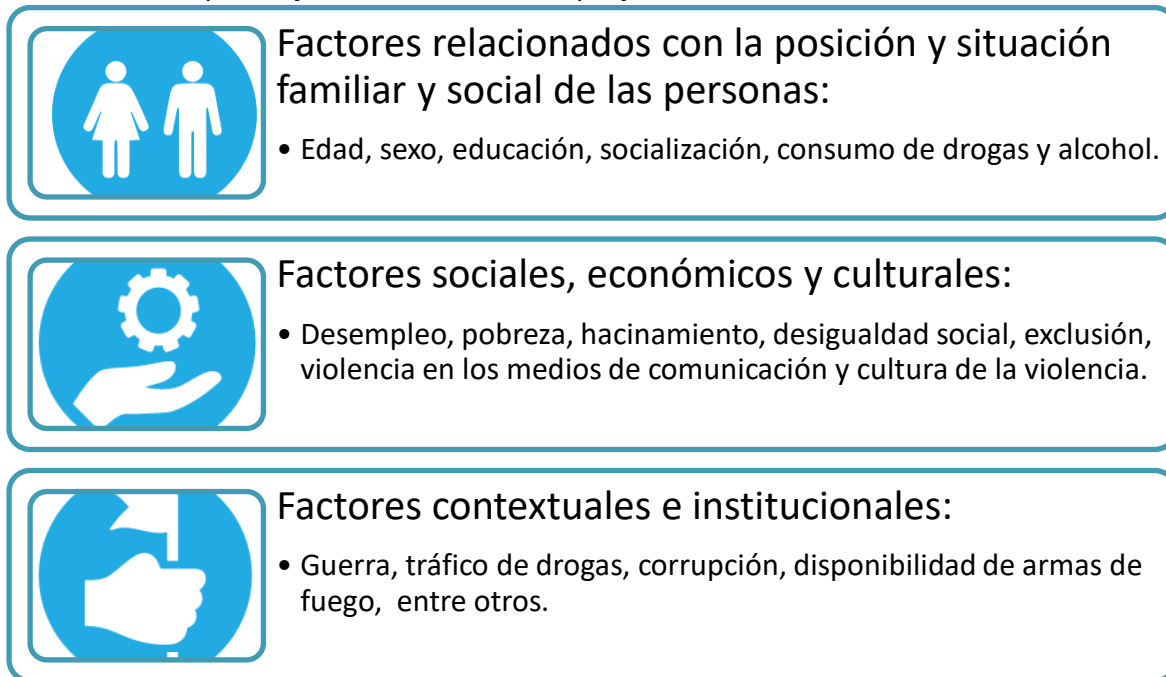 Factores relacionados con la posición y situación
familiar y social de las personas:
• Edad, sexo, educación, socialización, consumo de drogas y alcohol.
Factores sociales, económicos y culturales:
• Desempleo, pobreza, hacinamiento, desigualdad social, exclusión,
violencia en los medios de comunicación y cultura de la violencia.
Factores contextuales e institucionales:
• Guerra, tráfico de drogas, corrupción, disponibilidad de armas de
fuego, entre otros.